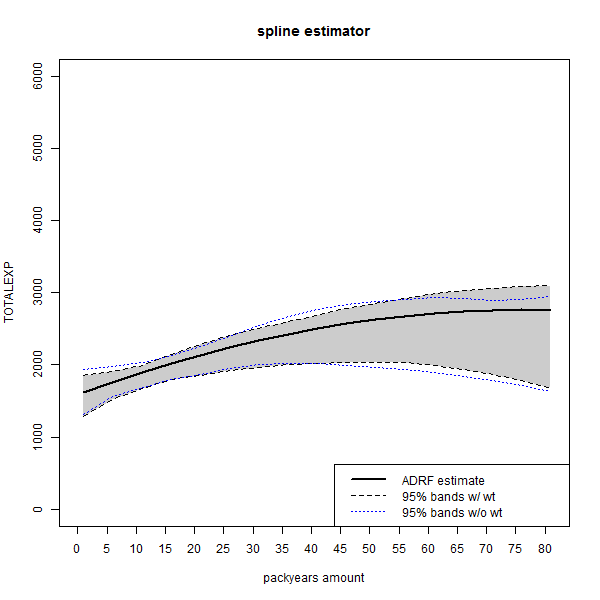 spline estimator
TOTALEXP
6000
5000
4000
3000
2000
1000
0
0 5 10 15 20 25 30 35 40 45 50 55 60 65 70 75 80
packyears amount
ADRF estimate
95% bands w/ wt
95% bands w/o wt